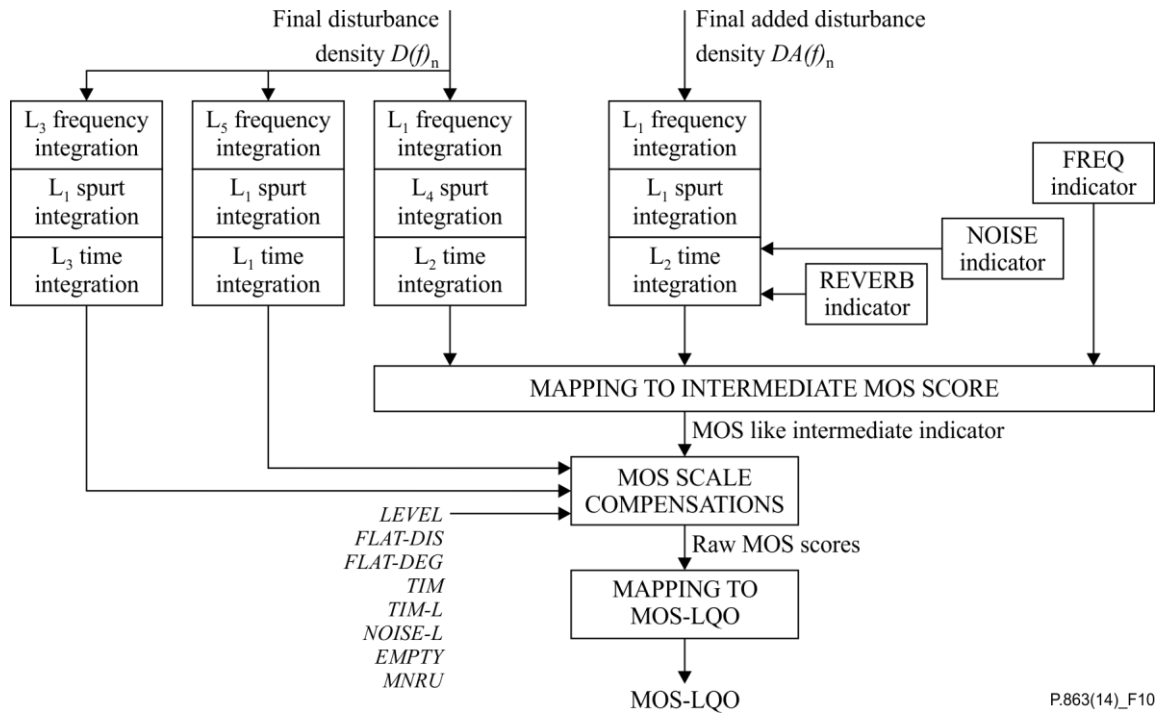 Final disturbance
density D(f)n
Final added disturbance
density DA(f)n
L3 frequency
integration
L1 spurt
integration
L3 time
integration
L5 frequency
integration
L1 spurt
integration
L1 time
integration
L1 frequency
integration
L4 spurt
integration
L2 time
integration
L1 frequency
integration
L1 spurt
integration
L2 time
integration
FREQ
indicator
NOISE
indicator
REVERB
indicator
MAPPING TO INTERMEDIATE MOS SCORE
MOS like intermediate indicator
MOS SCALE
COMPENSATIONS
LEVEL
FLAT-DIS
FLAT-DEG
TIM
TIM-L
NOISE-L
EMPTY
MNRU
Raw MOS scores
MAPPING TO
MOS-LQO
MOS-LQO
P.863(14)_F10